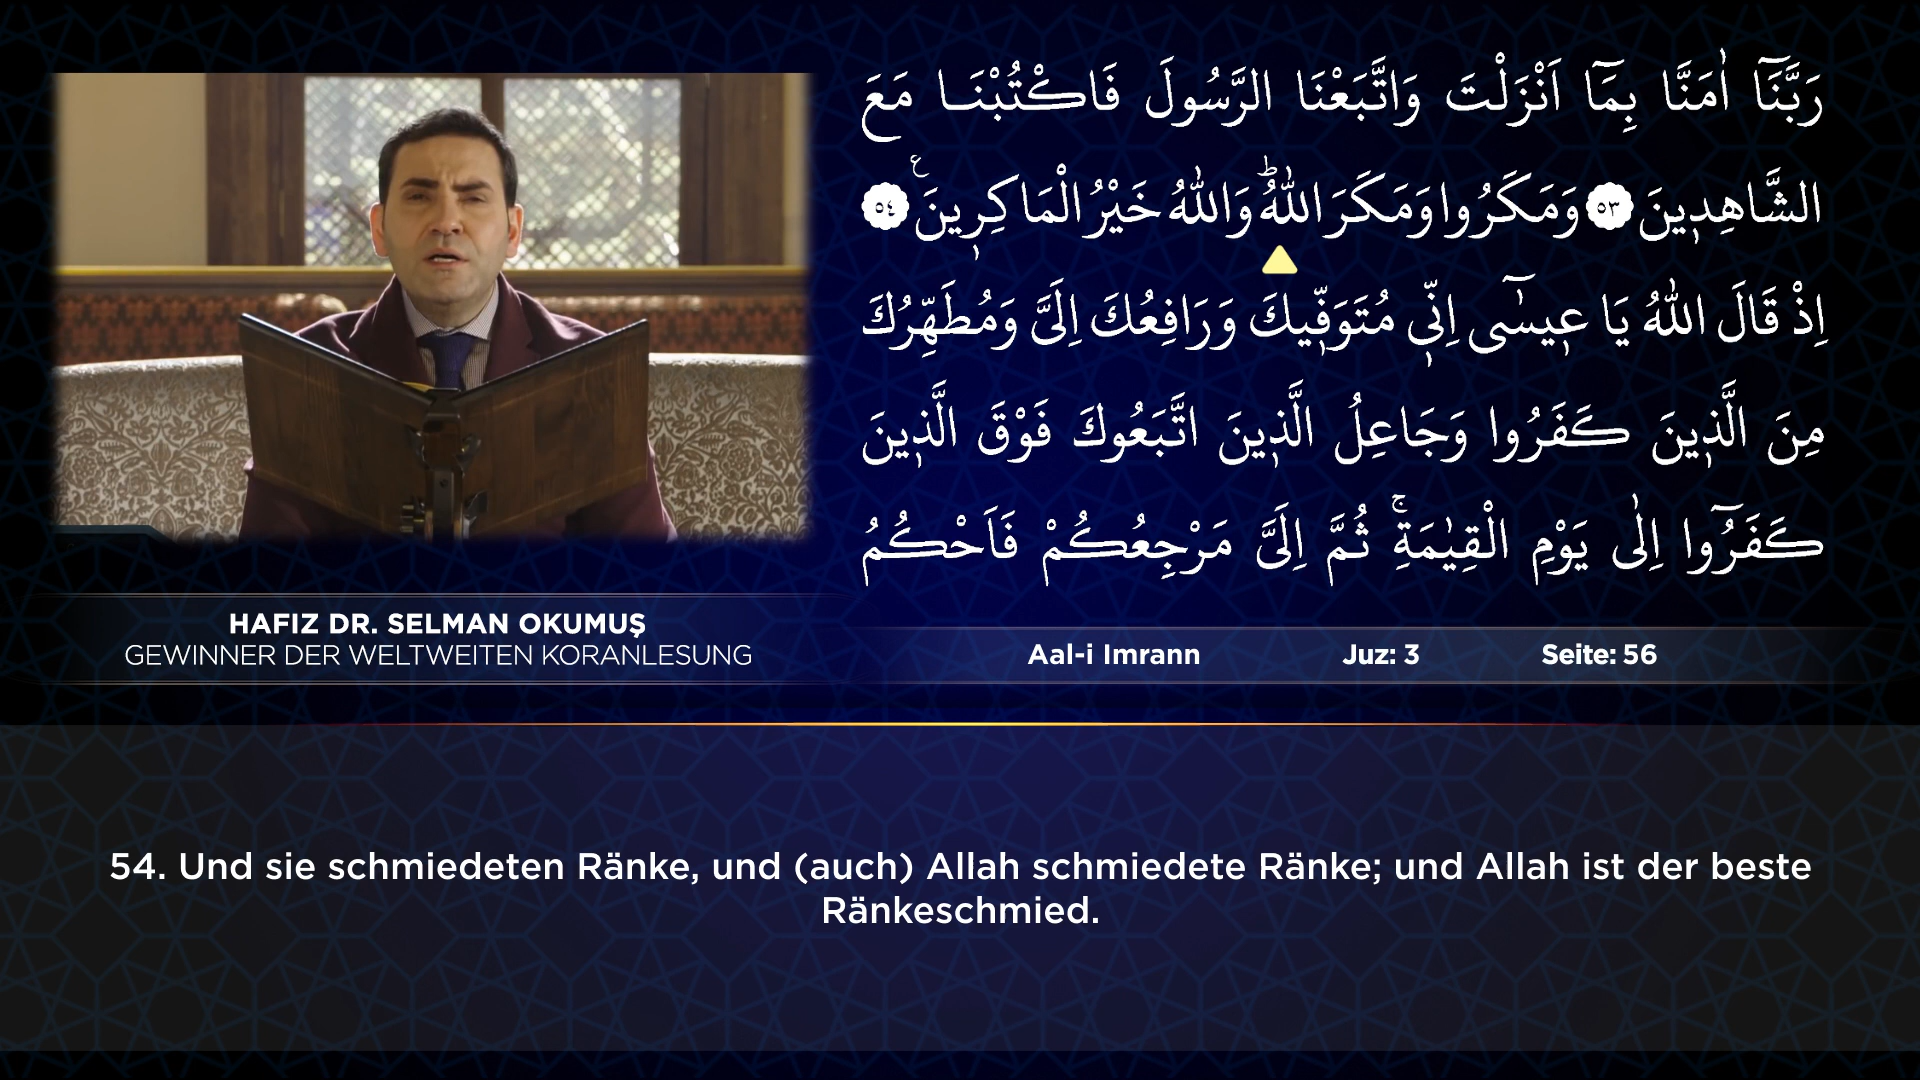 رَبَّنَٓا اٰمَنَّا بِمَٓا اَنْزَلْتَ وَاتَّبَعْنَا الرَّسُولَ فَاكْتُبْنَا مَعَ
الشَّاهِدٖينَ ٥٣ وَمَكَرُوا وَمَكَرَ اللّٰهُؕ وَاللّٰهُ خَيْرُ الْمَاكِرٖينَࣖ ٥٤
اِذْ قَالَ اللّٰهُ يَا عٖيسٰٓى اِنّٖى مُتَوَفّٖيكَ وَرَافِعُكَ اِلَىَّ وَمُطَهِّرُكَ
مِنَ الَّذٖينَ كَفَرُوا وَجَاعِلُ الَّذٖينَ اتَّبَعُوكَ فَوْقَ الَّذٖينَ
كَفَرُٓوا اِلٰى يَوْمِ الْقِيٰمَةِۚ ثُمَّ اِلَىَّ مَرْجِعُكُمْ فَاَحْكُمُ
HAFIZ DR. SELMAN OKUMUŞ
GEWINNER DER WELTWEITEN KORANLESUNG
Aal-i Imrann Juz: 3 Seite: 56
54. Und sie schmiedeten Ränke, und (auch) Allah schmiedete Ränke; und Allah ist der beste
Ränkeschmied.